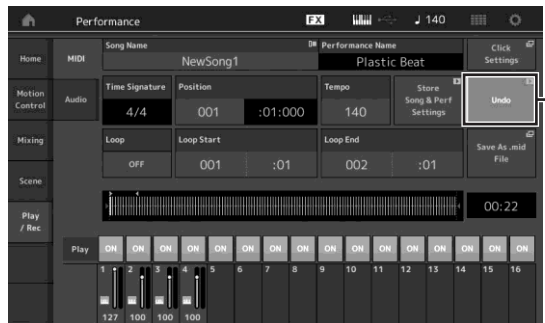 Performance
FX
140
Home
Motion
Control
Mixing
Scene
Play
/ Rec
MIDI
Audio
Song Name
NewSong1
Performance Name
Plastic Beat
Click
Settings
Time Signature
4/4
Position
001
:01:000
Tempo
140
Store
Song & Perf
Settings
Undo
Loop
OFF
Loop Start
001
:01
Loop End
002
:01
Save As .mid
File
00:22
Play
ON ON ON ON ON ON ON ON ON ON ON ON ON ON ON ON
1 2 3 4 5 6 7 8 9 10 11 12 13 14 15 16
127 100 100 100